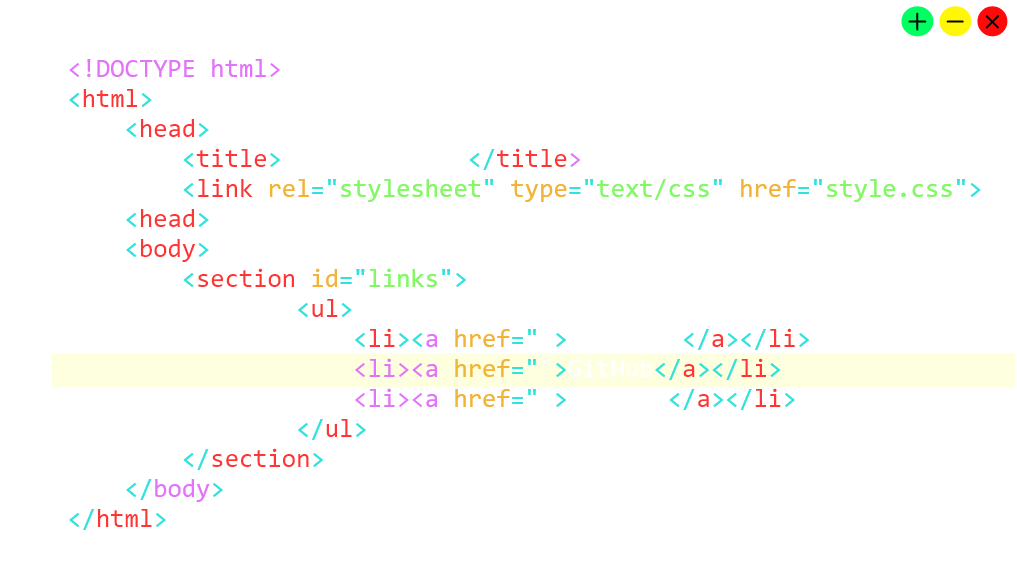 <!DOCTYPE html>
<html>
<head>
<title> </title>
<link rel="stylesheet" type="text/css" href="style.css">
<head>
<body>
<section id="links">
<ul>
<li><a href=" > </a></li>
<li><a href=" >GitHub</a></li>
<li><a href=" > </a></li>
</ul>
</section>
</body>
</html>